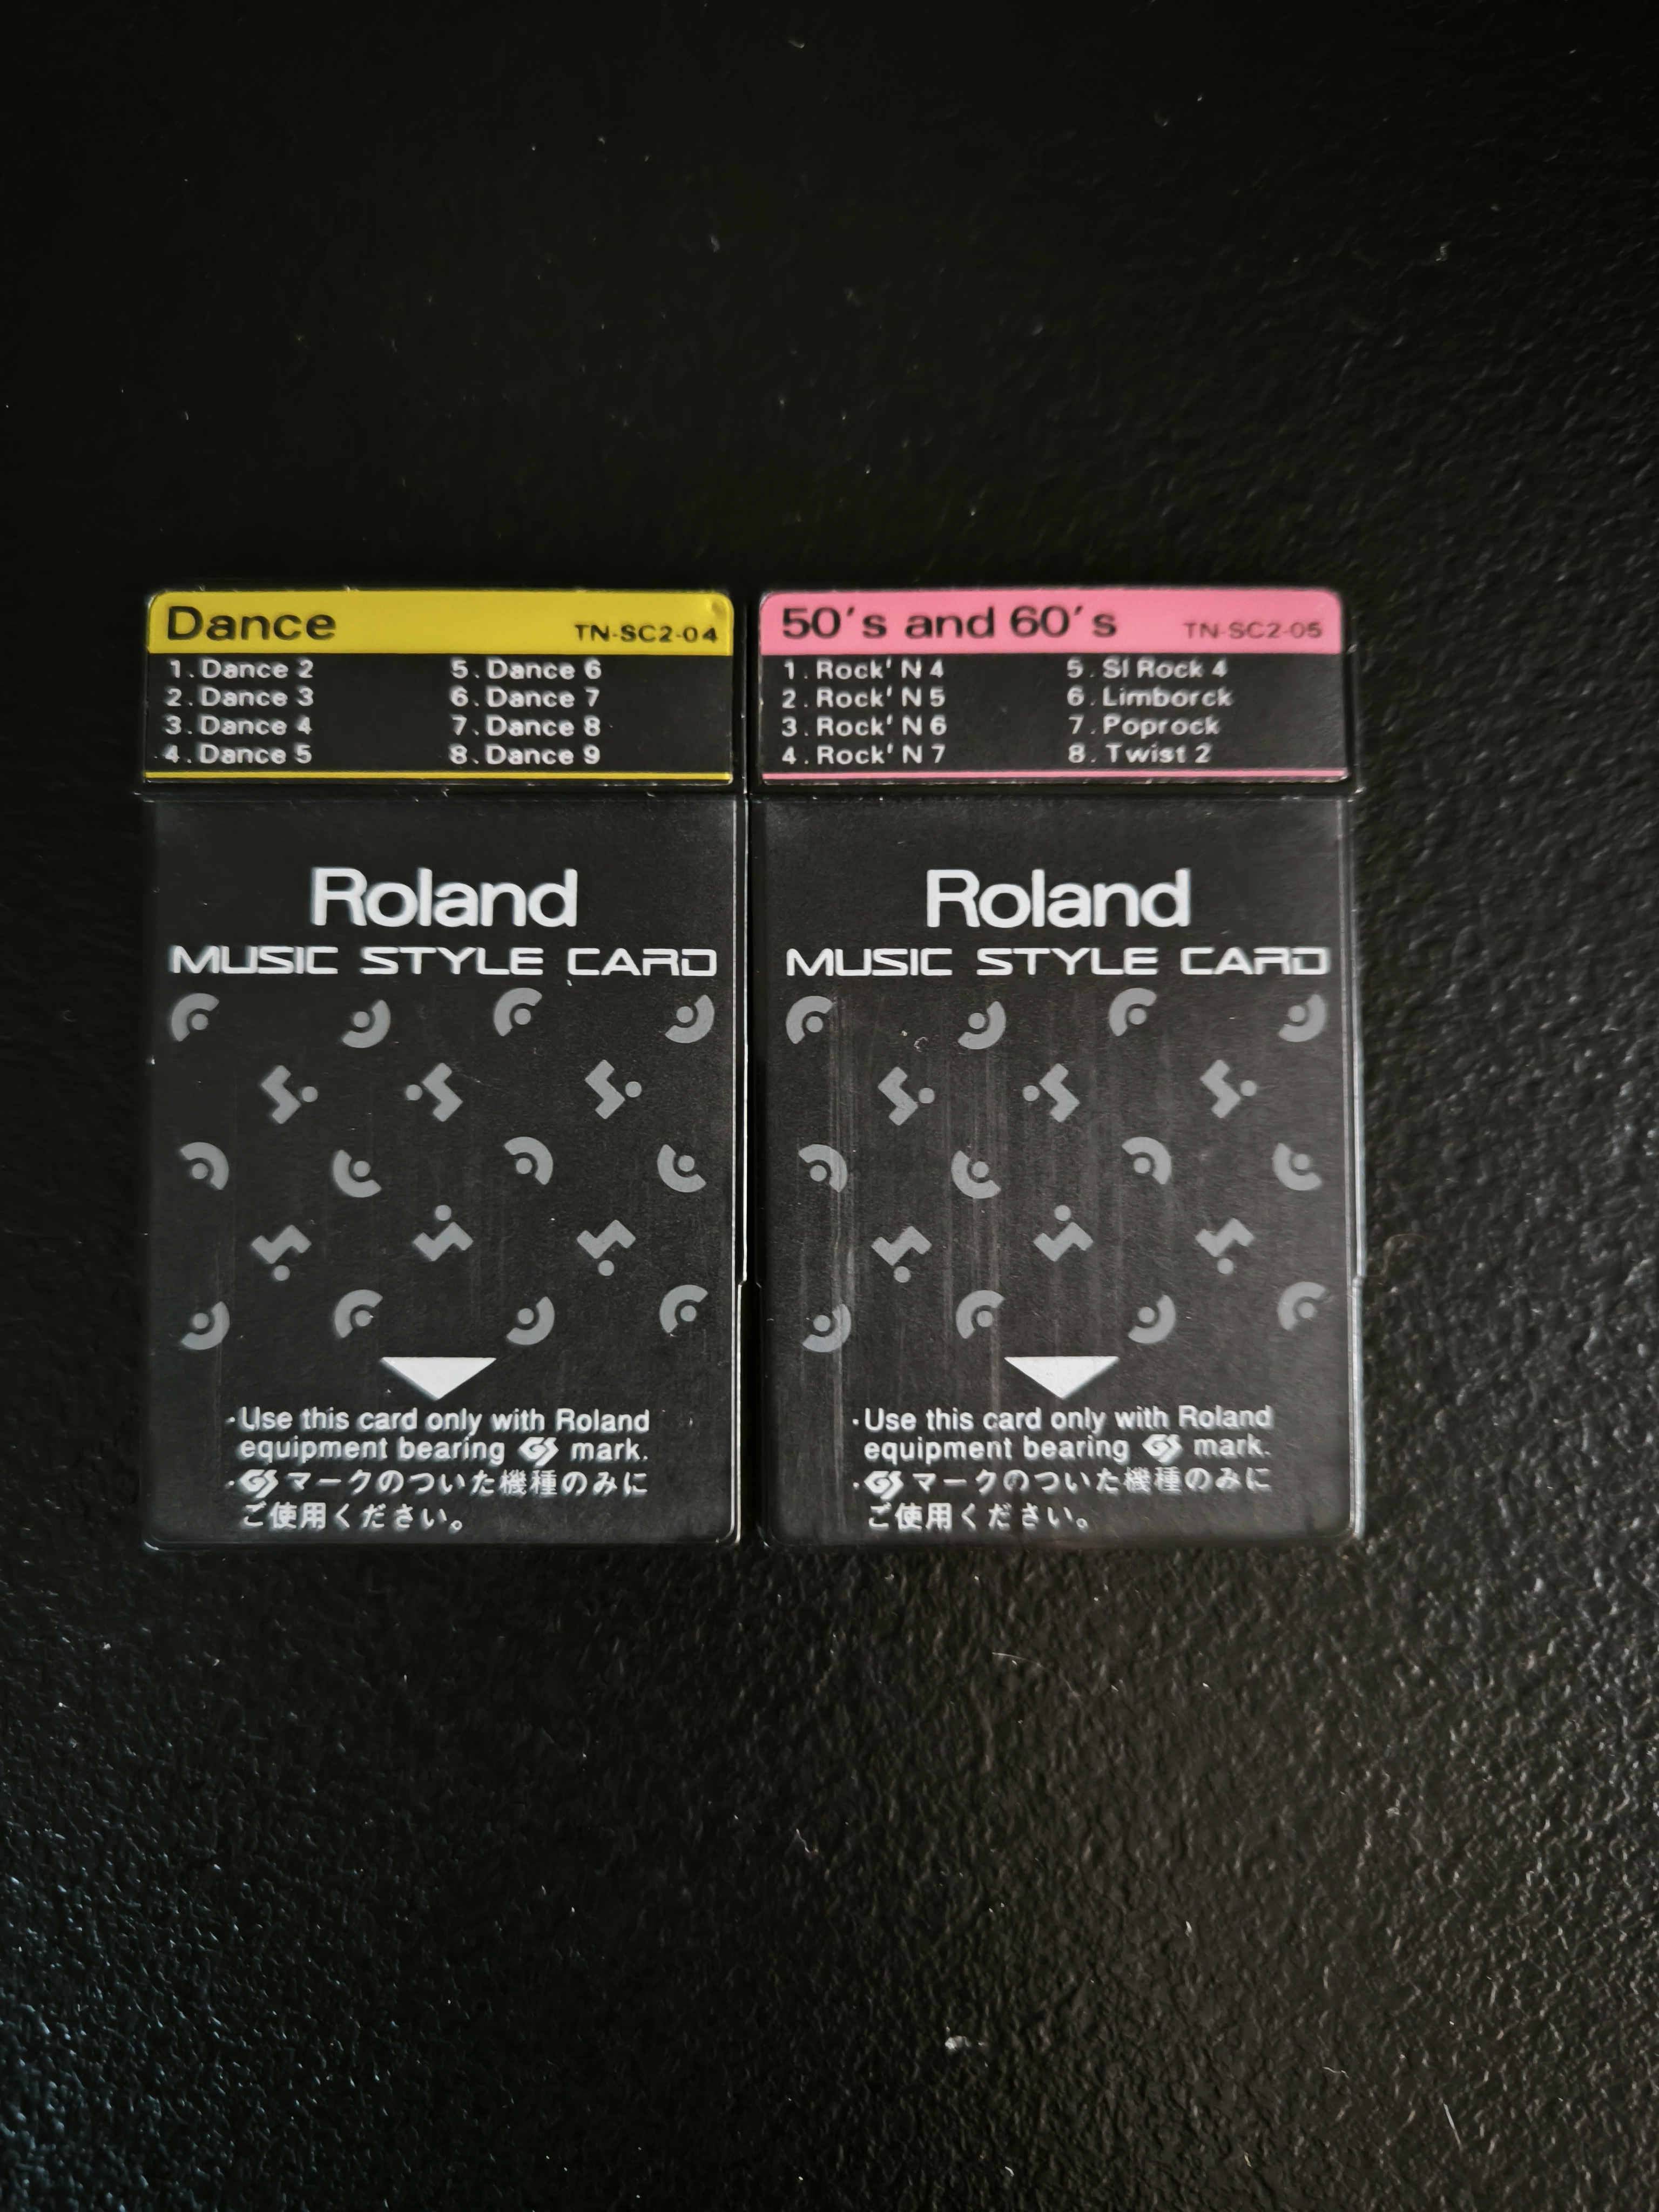 Dance TN-SC2-04
1. Dance 2 5. Dance 6
2. Dance 3 6. Dance 7
3. Dance 4 7. Dance 8
4. Dance 5 8. Dance 9
Roland
MUSIC STYLE CARD
·Use this card only with Roland
equipment bearing GS mark.
·GS マークのついた機種のみに
ご使用ください。
50's and 60's TN-SC2-05
1. Rock' N 4 5. Sl Rock 4
2. Rock' N 5 6. Limborck
3. Rock' N 6 7. Poprock
4. Rock' N 7 8. Twist 2
Roland
MUSIC STYLE CARD
·Use this card only with Roland
equipment bearing GS mark.
·GS マークのついた機種のみに
ご使用ください。